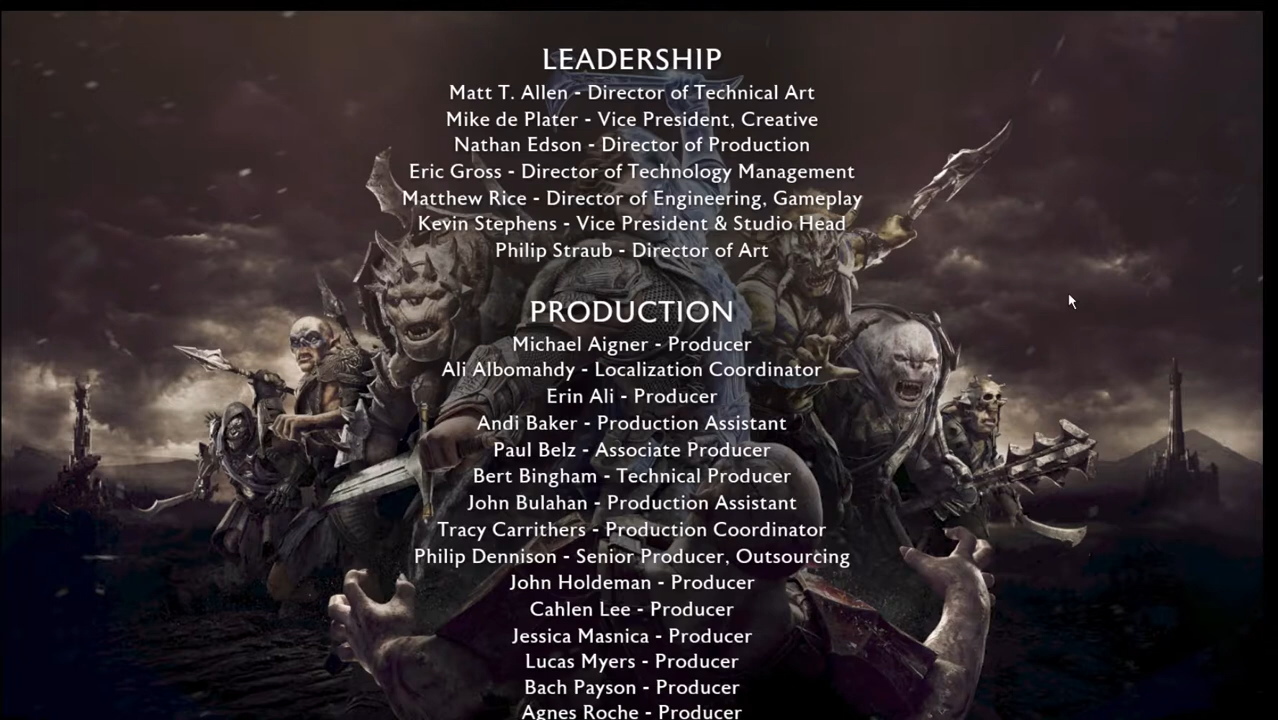 LEADERSHIP
Matt T. Allen - Director of Technical Art
Mike de Plater - Vice President, Creative
Nathan Edson - Director of Production
Eric Gross - Director of Technology Management
Matthew Rice - Director of Engineering, Gameplay
Kevin Stephens - Vice President & Studio Head
Philip Straub - Director of Art
PRODUCTION
Michael Aigner - Producer
Ali Albomahdy - Localization Coordinator
Erin Ali - Producer
Andi Baker - Production Assistant
Paul Belz - Associate Producer
Bert Bingham - Technical Producer
John Bulahan - Production Assistant
Tracy Carrithers - Production Coordinator
Philip Dennison - Senior Producer, Outsourcing
John Holdeman - Producer
Cahlen Lee - Producer
Jessica Masnica - Producer
Lucas Myers - Producer
Bach Payson - Producer
Agnes Roche - Producer